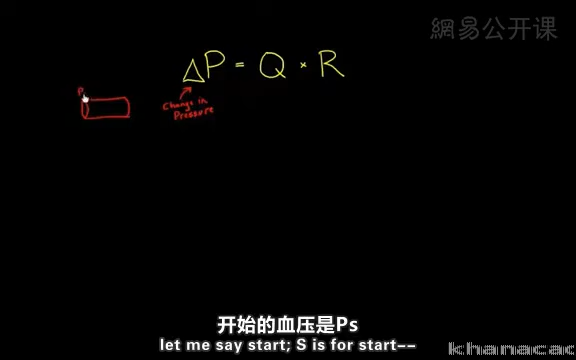 網易公开课
ΔP = Q × R
P
Change in
Pressure
开始的血压是Ps
let me say start; S is for start--
khanacac